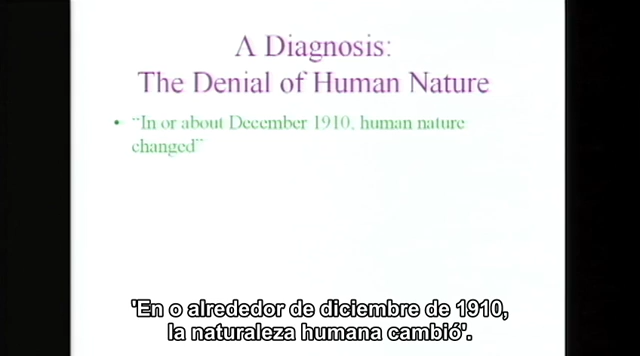 A Diagnosis:
The Denial of Human Nature
• “In or about December 1910, human nature
changed”
'En o alrededor de diciembre de 1910,
la naturaleza humana cambió'.